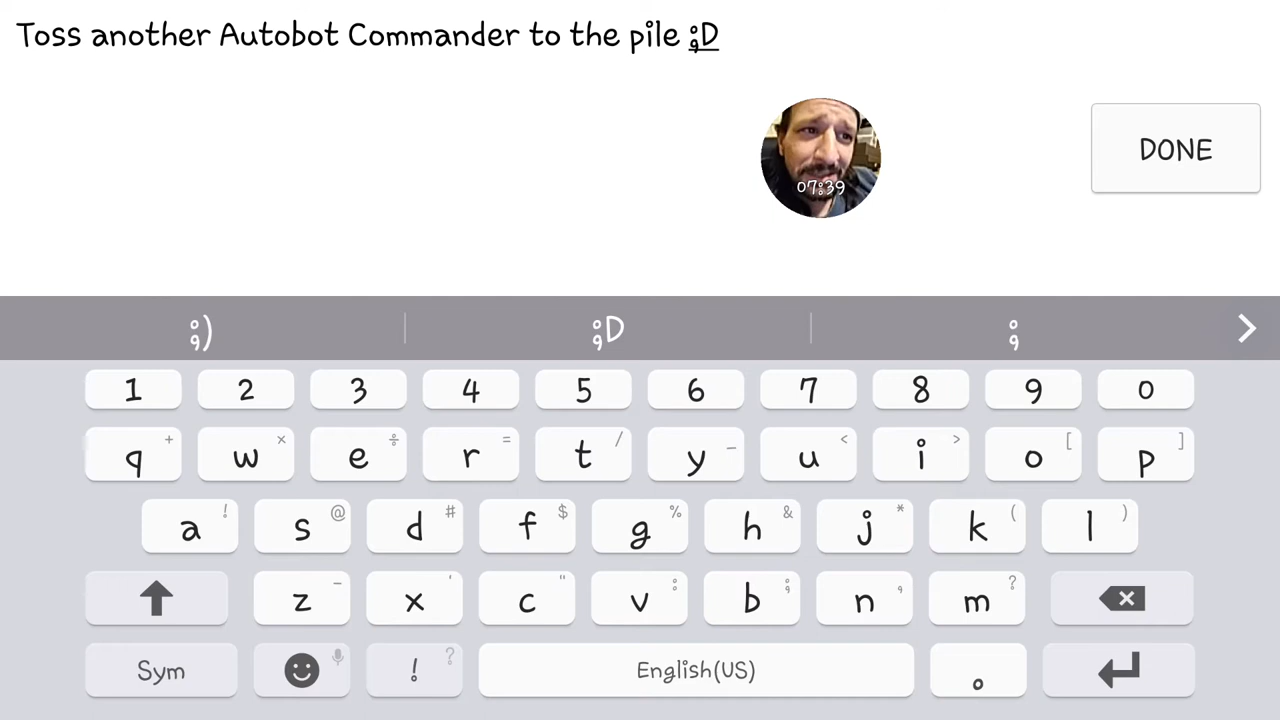 Toss another Autobot Commander to the pile ;D
07:39
DONE
;) ;D ;
1 2 3 4 5 6 7 8 9 0
q + w × e ÷ r = t / y _ u < i > o [ p ]
a ! s @ d # f $ g % h & j * k ( l )
z - x ' c " v : b ; n , m ?
Sym ! ? English(US) .